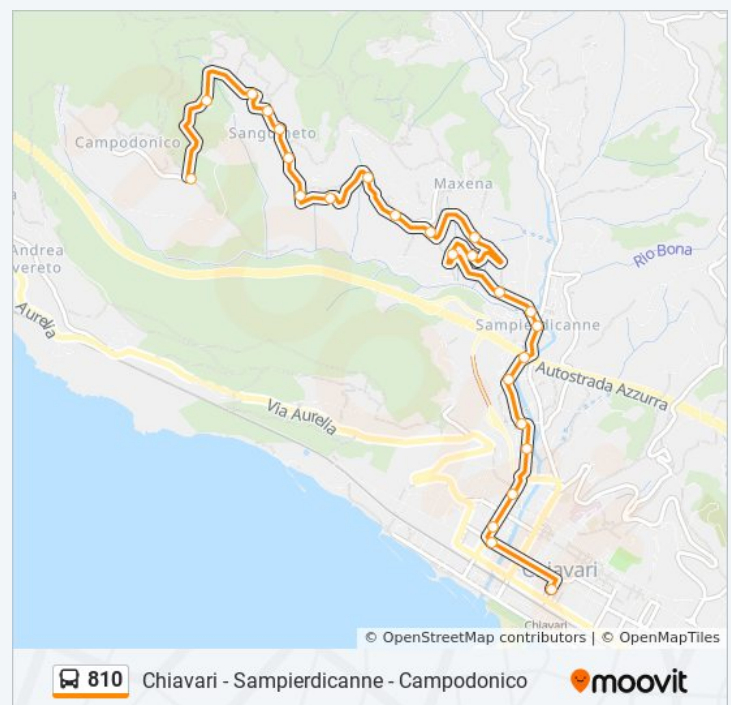 Campodonico
Sanguineto
Maxena
Rio Bona
Andrea
vereto
Aurelia
Sampierdicanne
Autostrada Azzurra
Via Aurelia
Chiavari
Chiavari
© OpenStreetMap contributors | © OpenMapTiles
810 Chiavari - Sampierdicanne - Campodonico
moovit